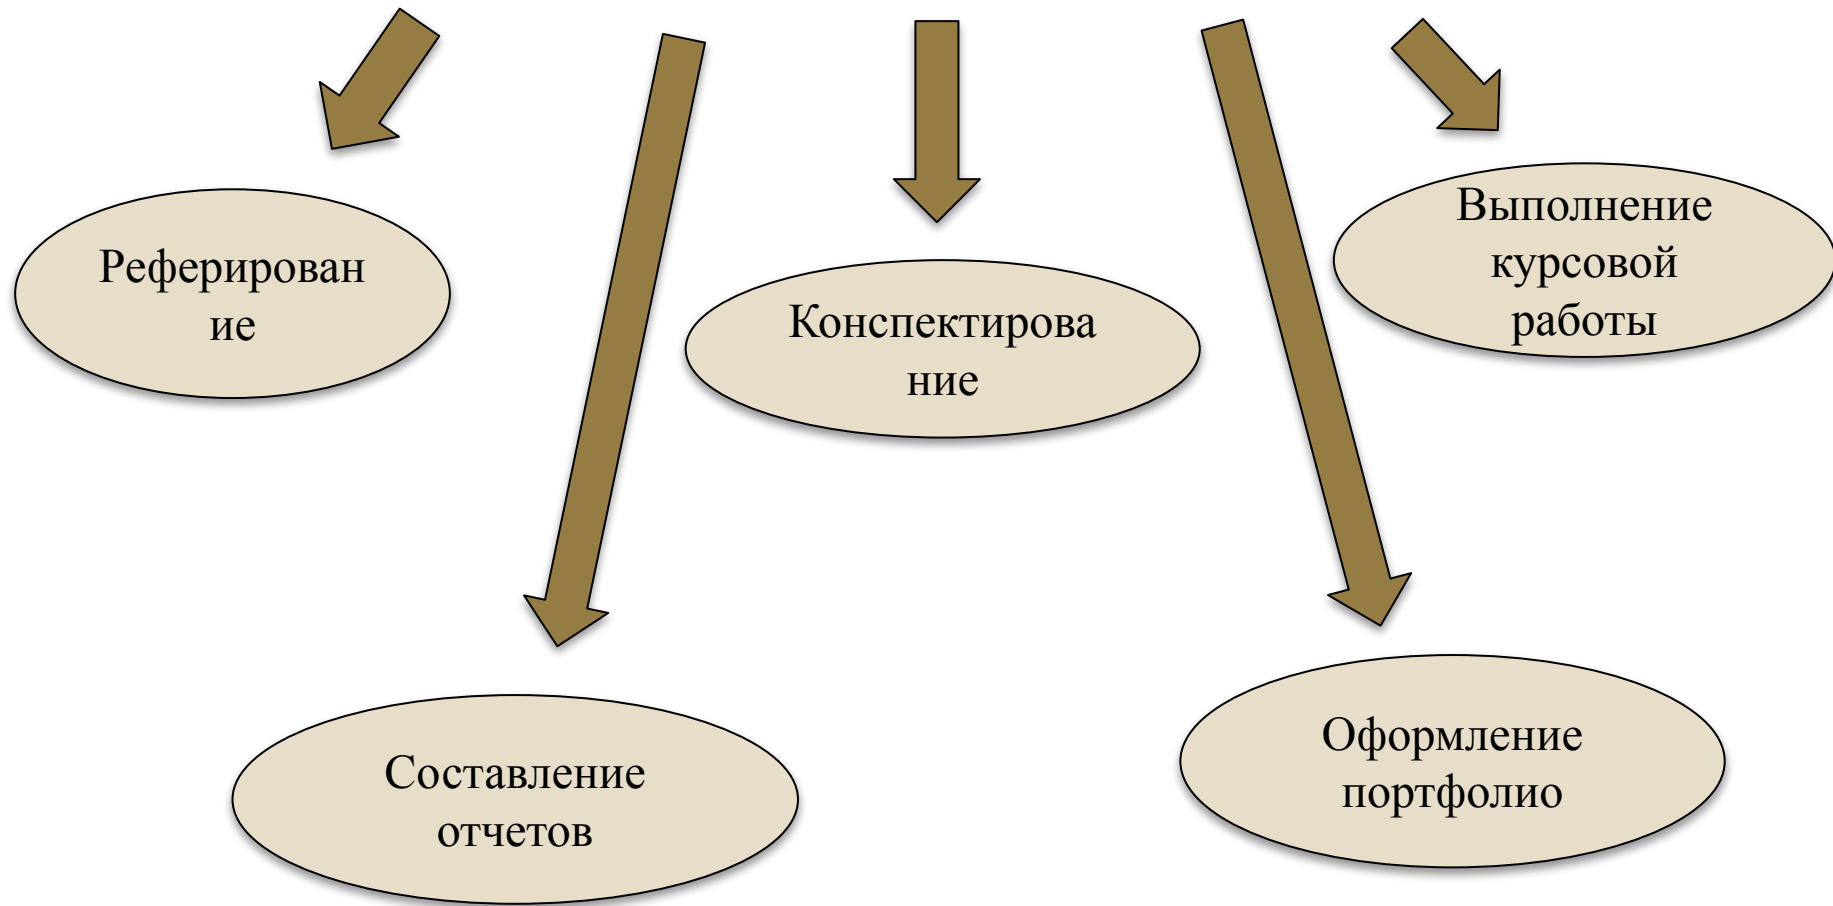 Реферирован
ие
Конспектирова
ние
Выполнение
курсовой
работы
Составление
отчетов
Оформление
портфолио